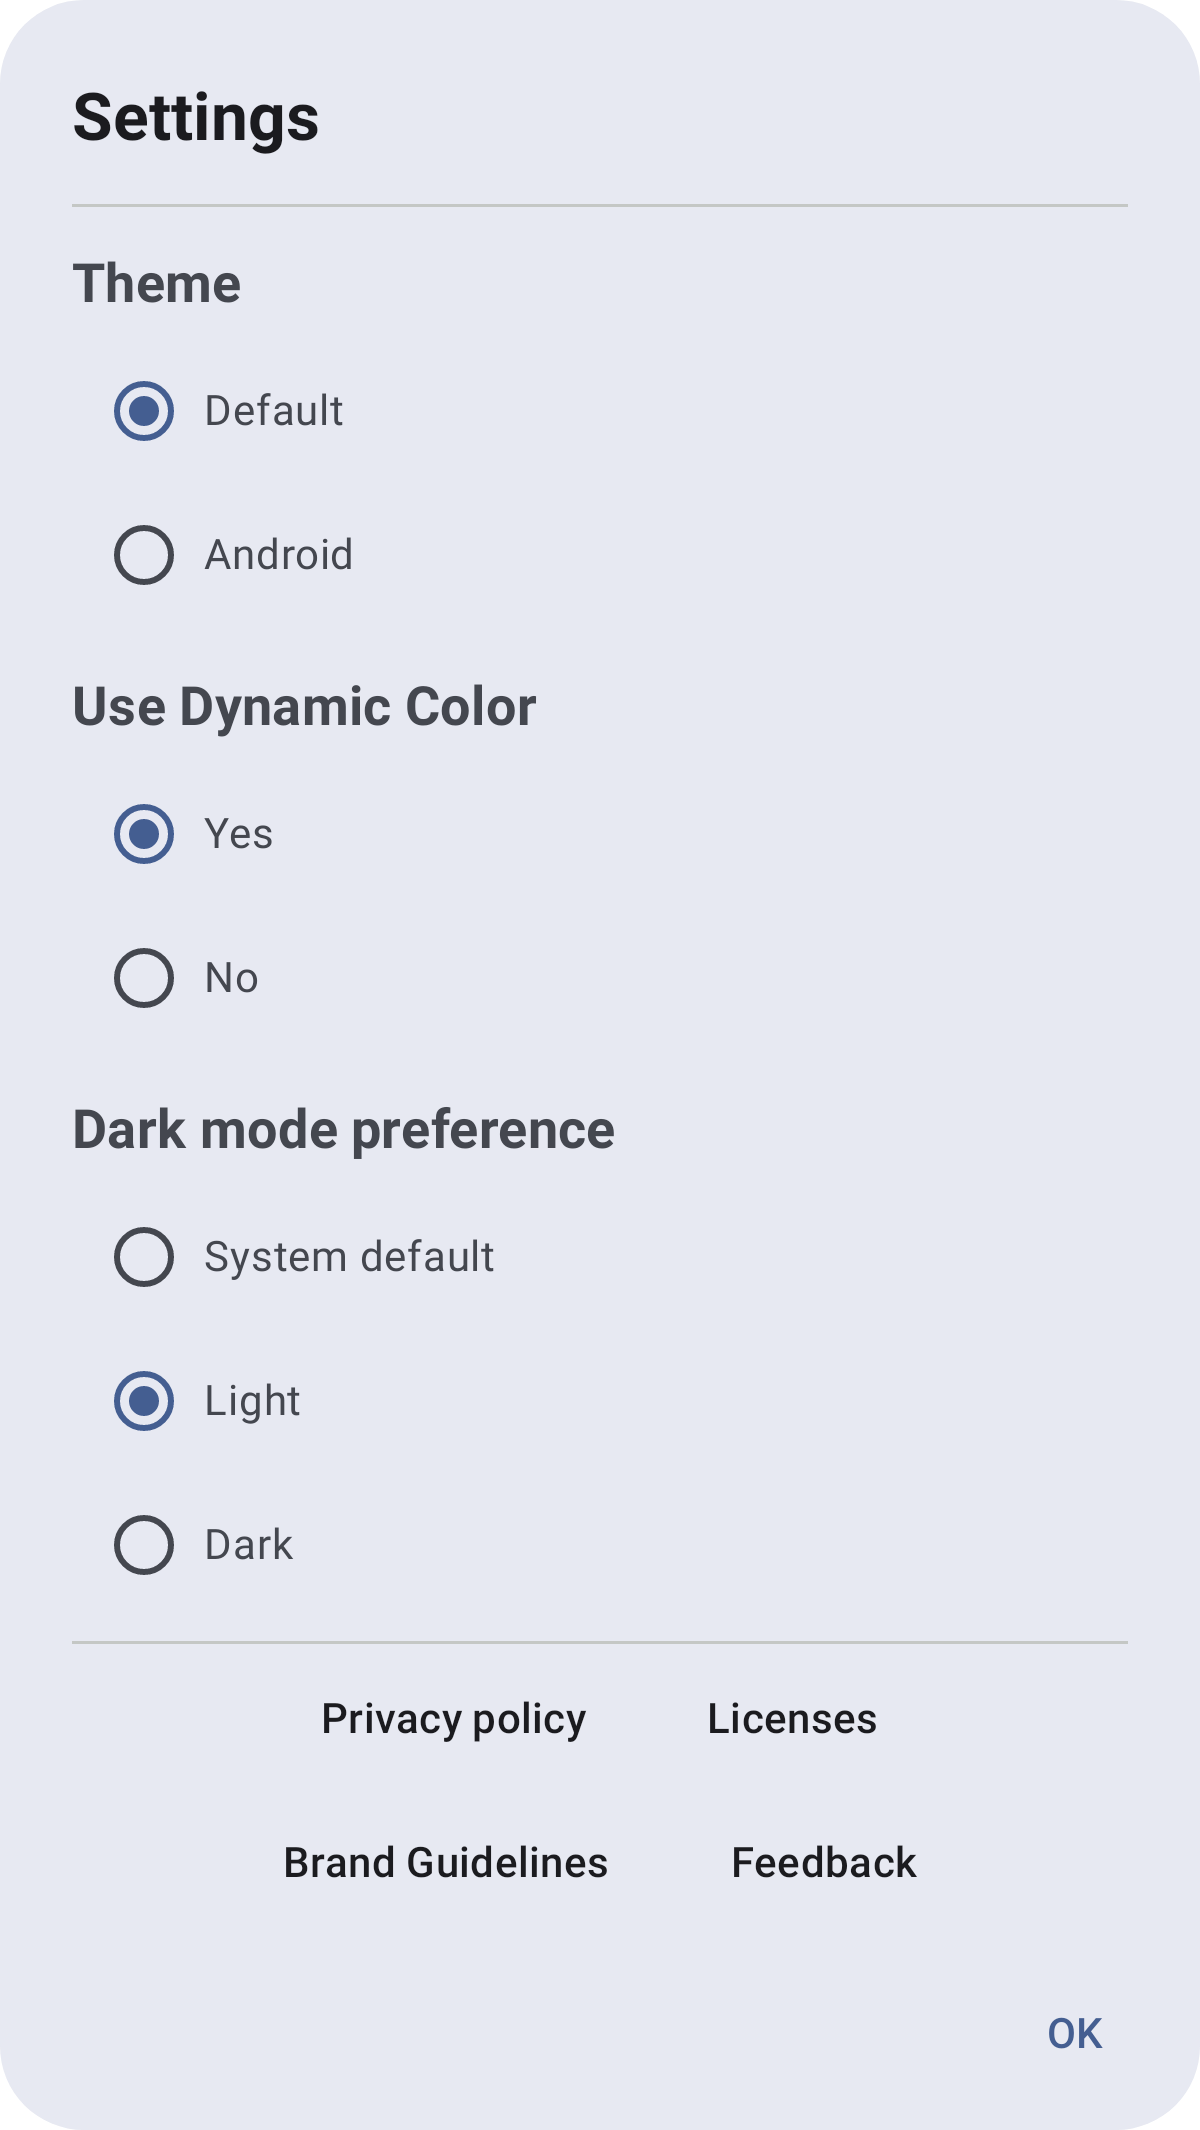 Settings
Theme
Default
Android
Use Dynamic Color
Yes
No
Dark mode preference
System default
Light
Dark
Privacy policy Licenses
Brand Guidelines Feedback
OK